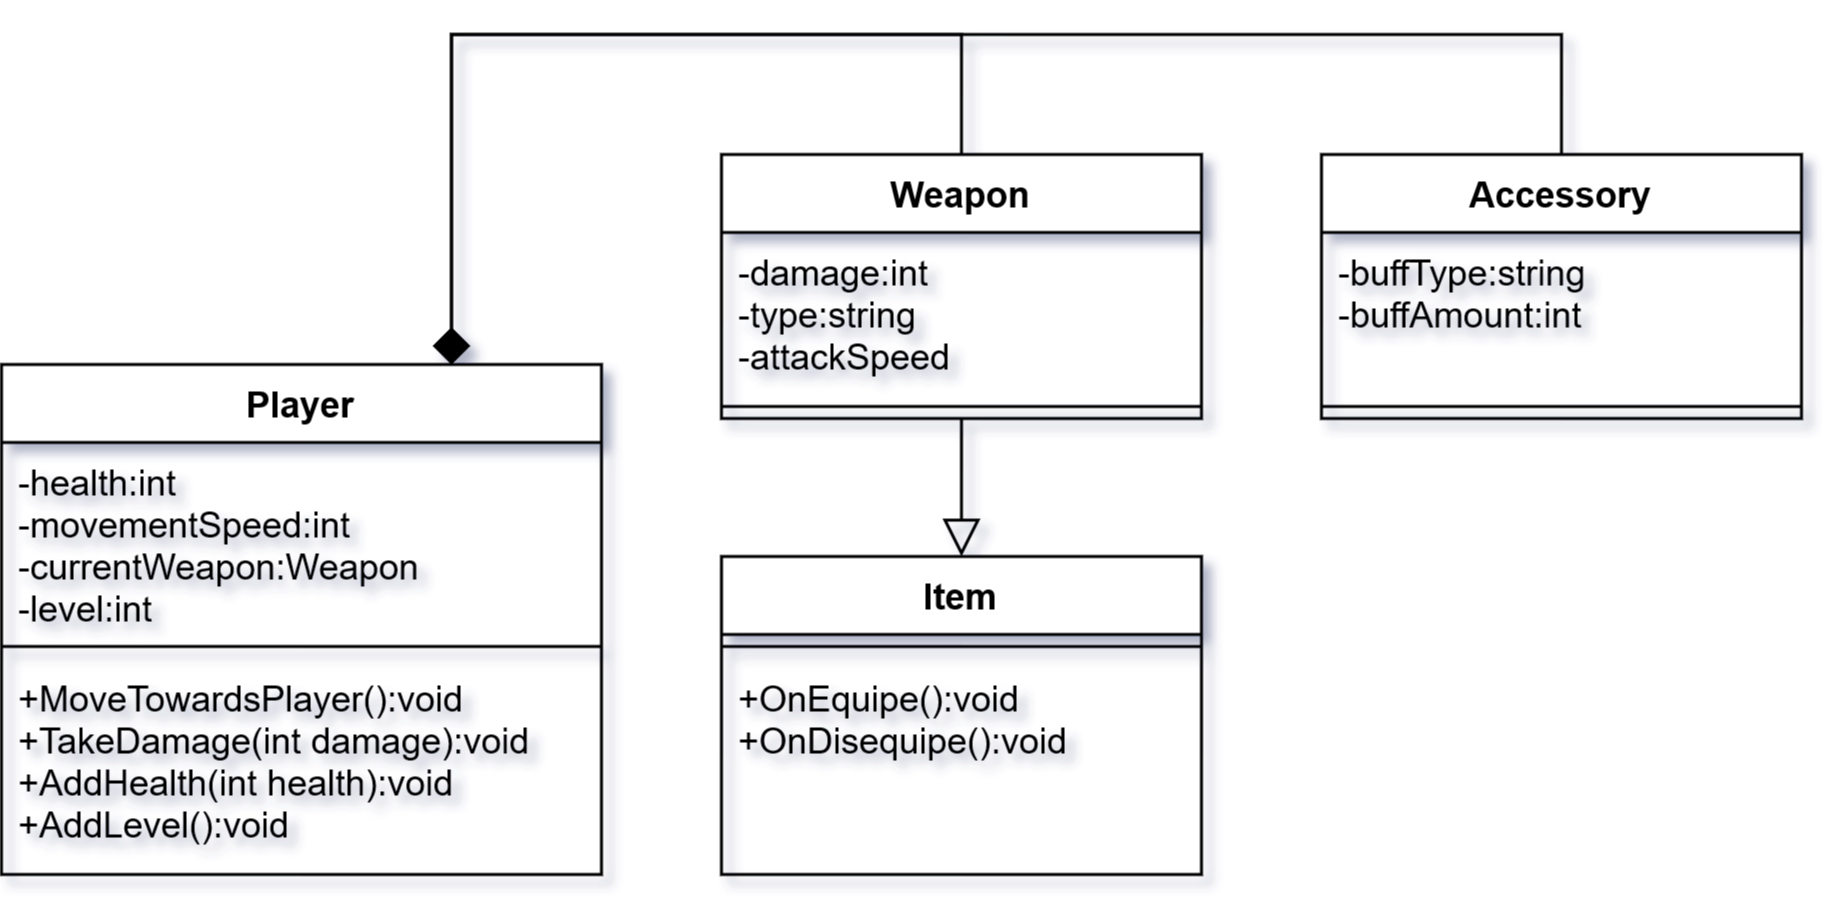 Weapon
-damage:int
-type:string
-attackSpeed
Accessory
-buffType:string
-buffAmount:int
Player
-health:int
-movementSpeed:int
-currentWeapon:Weapon
-level:int
+MoveTowardsPlayer():void
+TakeDamage(int damage):void
+AddHealth(int health):void
+AddLevel():void
Item
+OnEquipe():void
+OnDisequipe():void